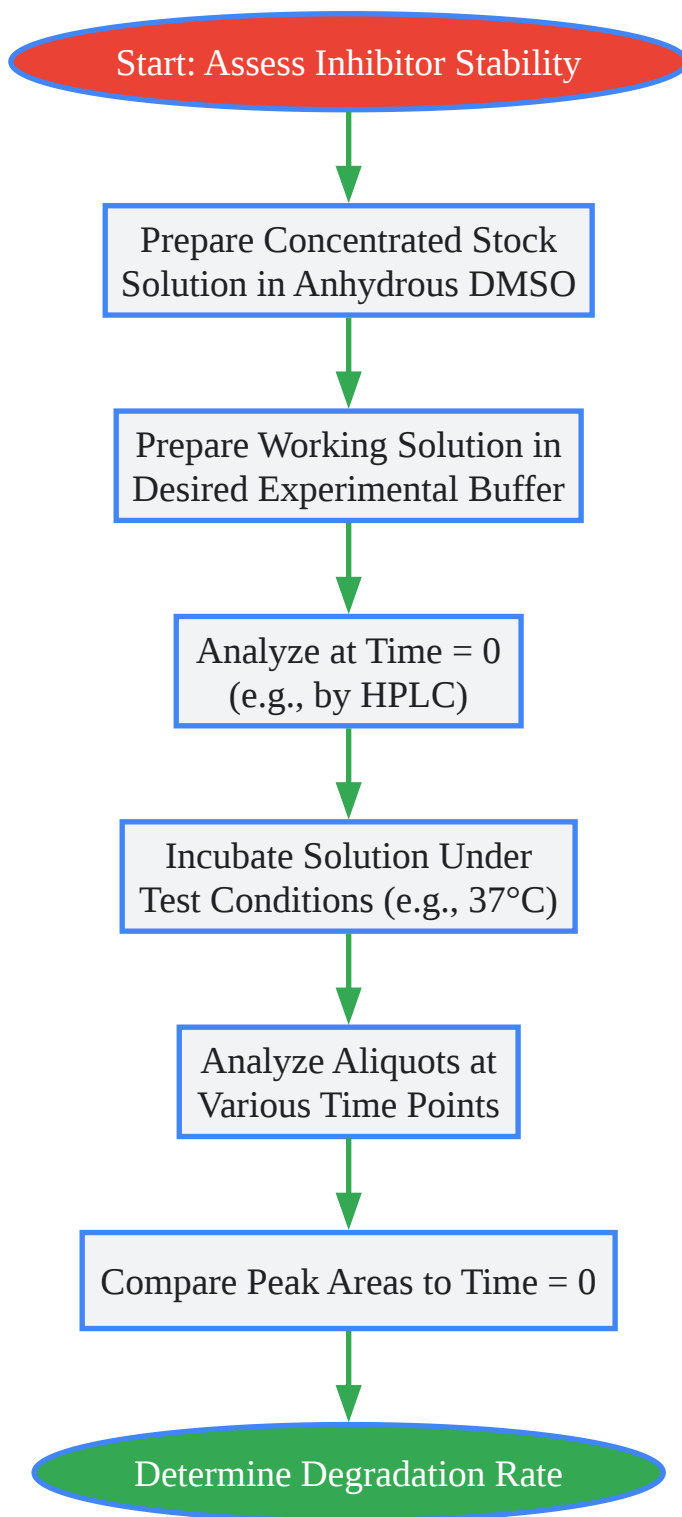 Start: Assess Inhibitor Stability
Prepare Concentrated Stock
Solution in Anhydrous DMSO
Prepare Working Solution in
Desired Experimental Buffer
Analyze at Time = 0
(e.g., by HPLC)
Incubate Solution Under
Test Conditions (e.g., 37°C)
Analyze Aliquots at
Various Time Points
Compare Peak Areas to Time = 0
Determine Degradation Rate